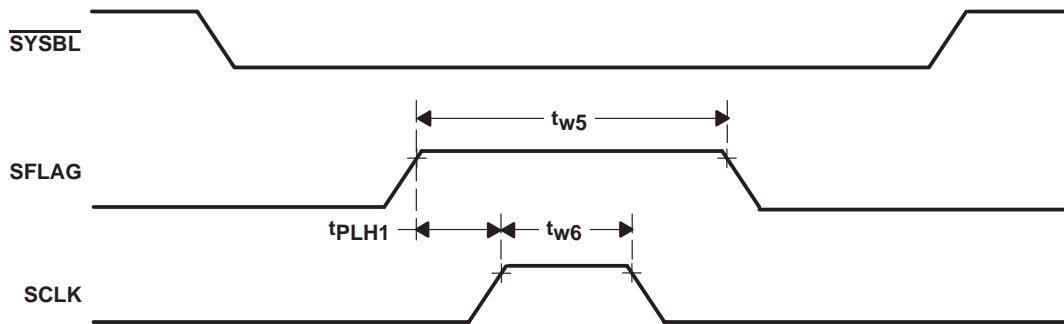 SYSBL
tw5
SFLAG
tPLH1
tw6
SCLK